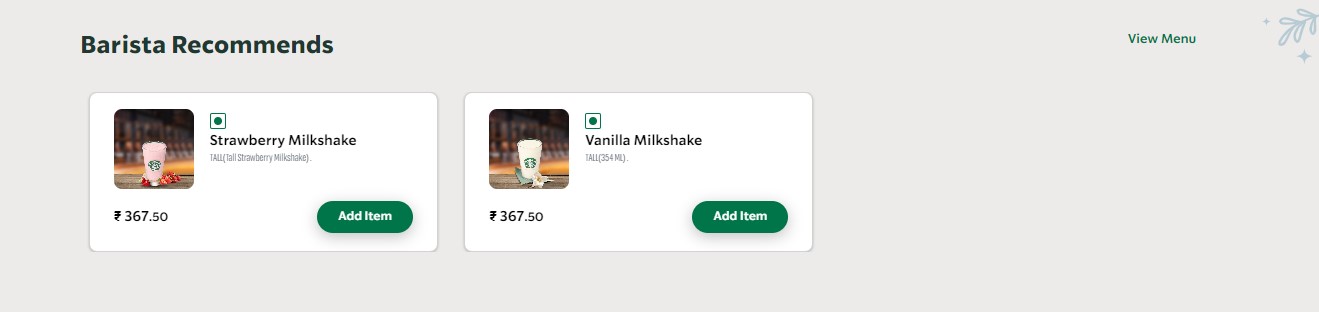 Barista Recommends
View Menu
Strawberry Milkshake
TALL(Tall Strawberry Milkshake).
₹ 367.50
Add Item
Vanilla Milkshake
TALL(354 ML).
₹ 367.50
Add Item